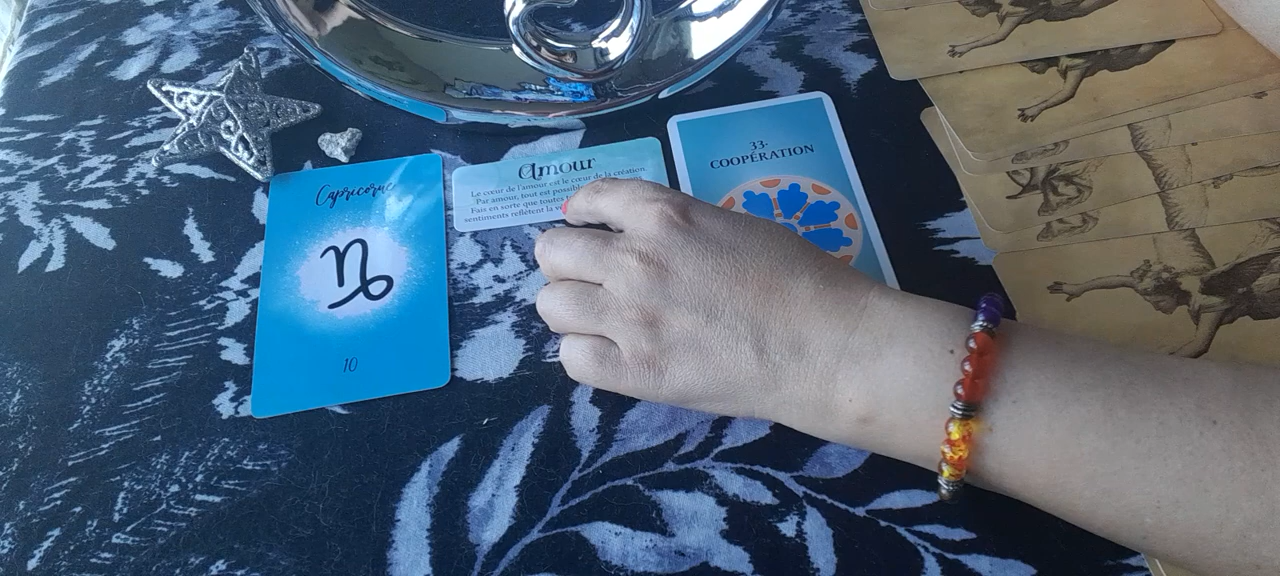 Capricorne
10
Amour
Le cœur de l'amour est le cœur de la création.
Par amour, tout est possible
Fais en sorte que toutes
sentiments reflètent la
33.
COOPÉRATION